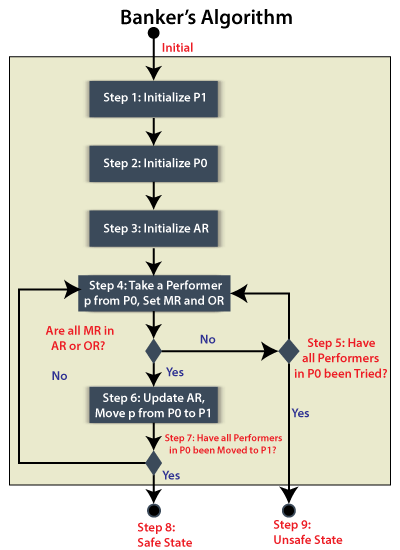 Banker's Algorithm
Initial
Step 1: Initialize P1
Step 2: Initialize P0
Step 3: Initialize AR
Step 4: Take a Performer
p from P0, Set MR and OR
Are all MR in
AR or OR?
No
Step 5: Have
all Performers
in P0 been Tried?
No
Yes
Step 6: Update AR,
Move p from P0 to P1
Yes
Step 7: Have all Performers
in P0 been Moved to P1?
Yes
Step 8:
Safe State
Step 9:
Unsafe State